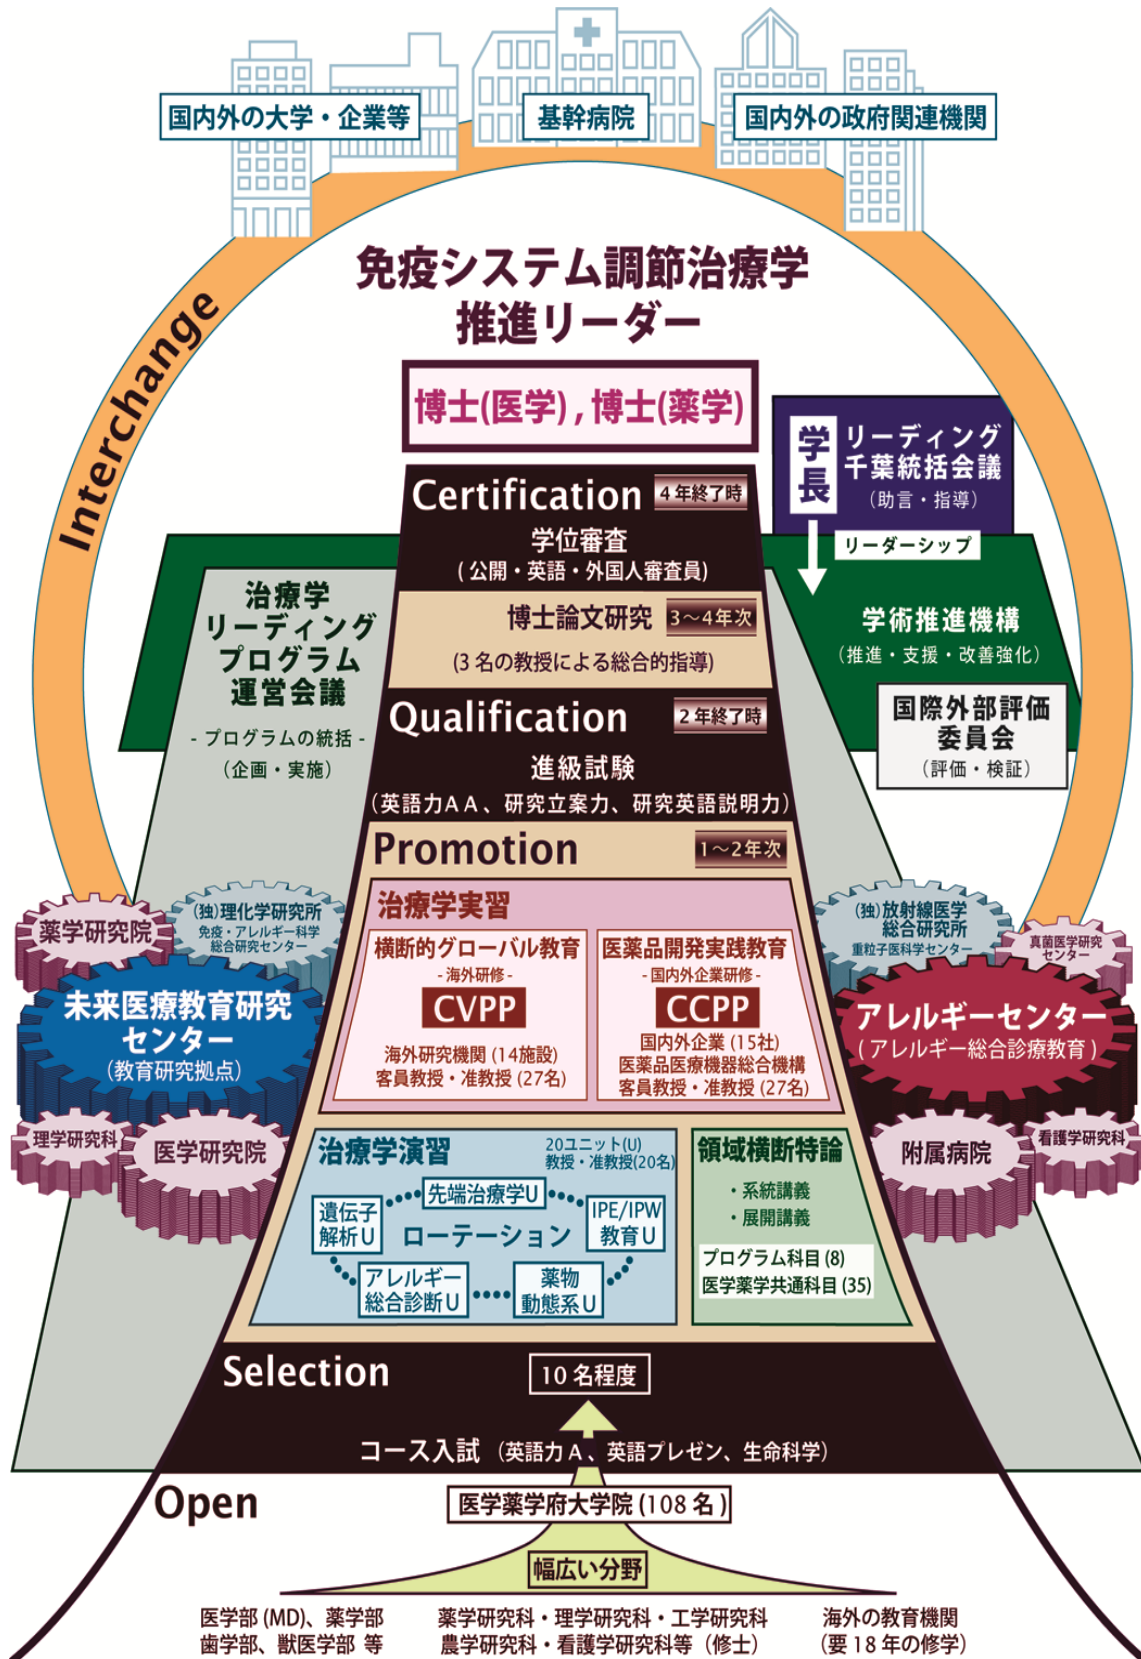 国内外の大学・企業等
基幹病院
国内外の政府関連機関
Interchange
免疫システム調節治療学
推進リーダー
博士(医学) , 博士(薬学)
学長
リーディング
千葉統括会議
(助言・指導)
リーダーシップ
学術推進機構
(推進・支援・改善強化)
国際外部評価
委員会
(評価・検証)
治療学
リーディング
プログラム
運営会議
- プログラムの統括 -
(企画・実施)
Certification
4年終了時
学位審査
(公開・英語・外国人審査員)
博士論文研究
3～4年次
(3名の教授による総合的指導)
Qualification
2年終了時
進級試験
(英語力AA、研究立案力、研究英語説明力)
Promotion
1～2年次
治療学実習
横断的グローバル教育
- 海外研修 -
CVPP
海外研究機関 (14施設)
客員教授・准教授 (27名)
医薬品開発実践教育
- 国内外企業研修 -
CCPP
国内外企業 (15社)
医薬品医療機器総合機構
客員教授・准教授 (27名)
薬学研究院
(独)理化学研究所
免疫・アレルギー科学
総合研究センター
未来医療教育研究
センター
(教育研究拠点)
理学研究科
医学研究院
(独)放射線医学
総合研究所
重粒子医科学センター
真菌医学研究
センター
アレルギーセンター
(アレルギー総合診療教育)
附属病院
看護学研究科
治療学演習
20ユニット(U)
教授・准教授(20名)
先端治療学U
遺伝子
解析U
ローテーション
IPE/IPW
教育U
アレルギー
総合診断U
薬物
動態系U
領域横断特論
・系統講義
・展開講義
プログラム科目 (8)
医学薬学共通科目 (35)
Selection
10名程度
コース入試 (英語力A、英語プレゼン、生命科学)
Open
医学薬学府大学院 (108名)
幅広い分野
医学部 (MD)、薬学部
歯学部、獣医学部 等
薬学研究科・理学研究科・工学研究科
農学研究科・看護学研究科等 (修士)
海外の教育機関
(要18年の修学)